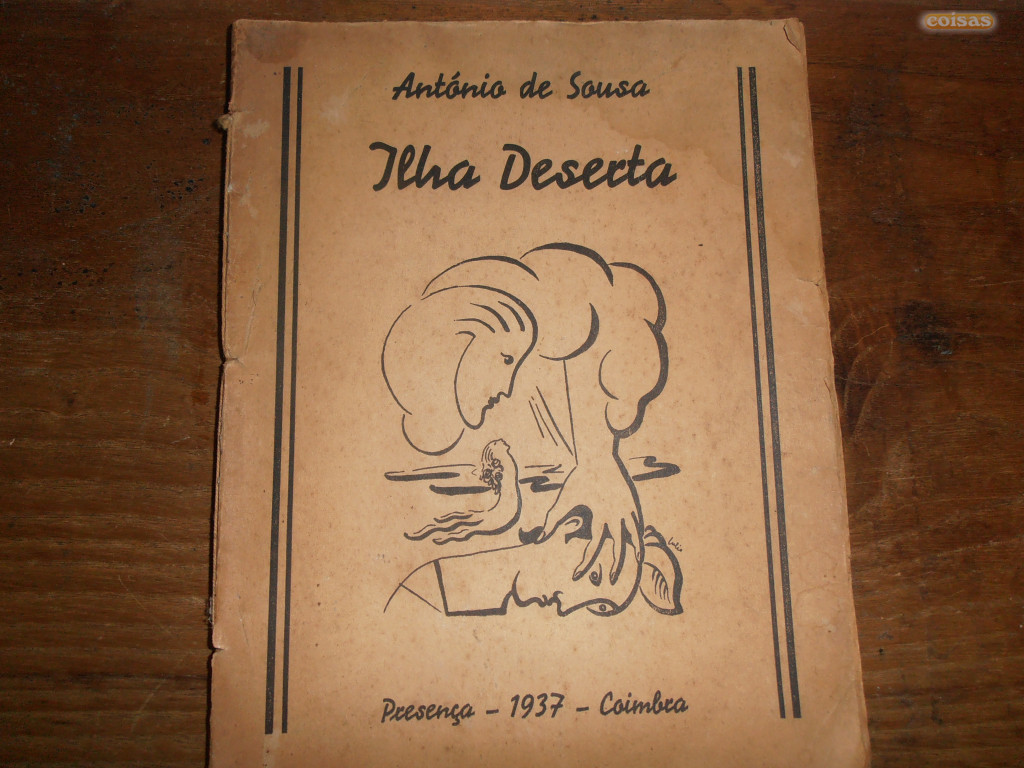 coisas
António de Sousa
Ilha Deserta
Presença - 1937 - Coimbra